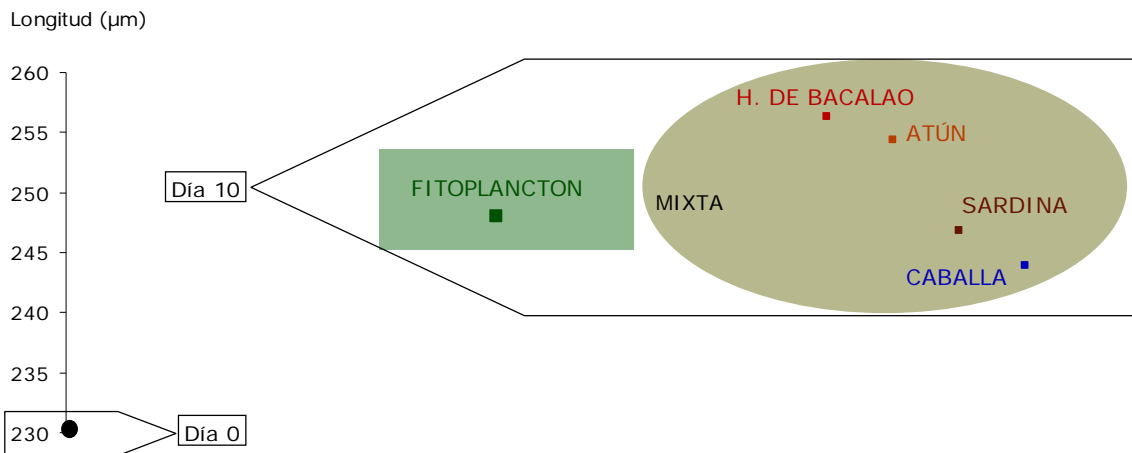 Longitud (µm)
260
255
250
245
240
235
230
Día 10
Día 0
FITOPLANCTON
MIXTA
H. DE BACALAO
ATÚN
SARDINA
CABALLA